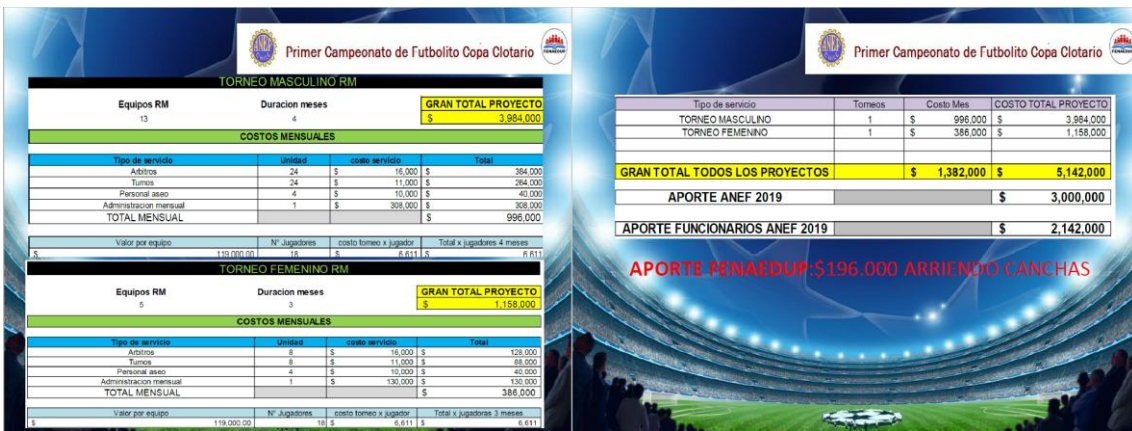 ANEF
Primer Campeonato de Futbolito Copa Clotario
FENAEDUP
TORNEO MASCULINO RM
Equipos RM Duracion meses GRAN TOTAL PROYECTO
13 4 $ 3,984,000
COSTOS MENSUALES
Tipo de servicio Unidad costo servicio Total
Arbitros 24 $ 16,000 $ 384,000
Turnos 24 $ 11,000 $ 264,000
Personal aseo 4 $ 10,000 $ 40,000
Administracion mensual 1 $ 308,000 $ 308,000
TOTAL MENSUAL $ 996,000
Valor por equipo N° Jugadores costo torneo x jugador Total x jugadores 4 meses
$ 119,000.00 18 $ 6,611 $ 6,611
TORNEO FEMENINO RM
Equipos RM Duracion meses GRAN TOTAL PROYECTO
5 3 $ 1,158,000
COSTOS MENSUALES
Tipo de servicio Unidad costo servicio Total
Arbitros 8 $ 16,000 $ 128,000
Turnos 8 $ 11,000 $ 88,000
Personal aseo 4 $ 10,000 $ 40,000
Administracion mensual 1 $ 130,000 $ 130,000
TOTAL MENSUAL $ 386,000
Valor por equipo N° Jugadores costo torneo x jugador Total x jugadoras 3 meses
$ 119,000.00 18 $ 6,611 $ 6,611
ANEF
Primer Campeonato de Futbolito Copa Clotario
FENAEDUP
Tipo de servicio Torneos Costo Mes COSTO TOTAL PROYECTO
TORNEO MASCULINO 1 $ 996,000 $ 3,984,000
TORNEO FEMENINO 1 $ 386,000 $ 1,158,000
GRAN TOTAL TODOS LOS PROYECTOS $ 1,382,000 $ 5,142,000
APORTE ANEF 2019 $ 3,000,000
APORTE FUNCIONARIOS ANEF 2019 $ 2,142,000
APORTE FENAEDUP:$196.000 ARRIENDO CANCHAS